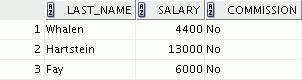 LAST_NAME SALARY COMMISSION
1 Whalen 4400 No
2 Hartstein 13000 No
3 Fay 6000 No